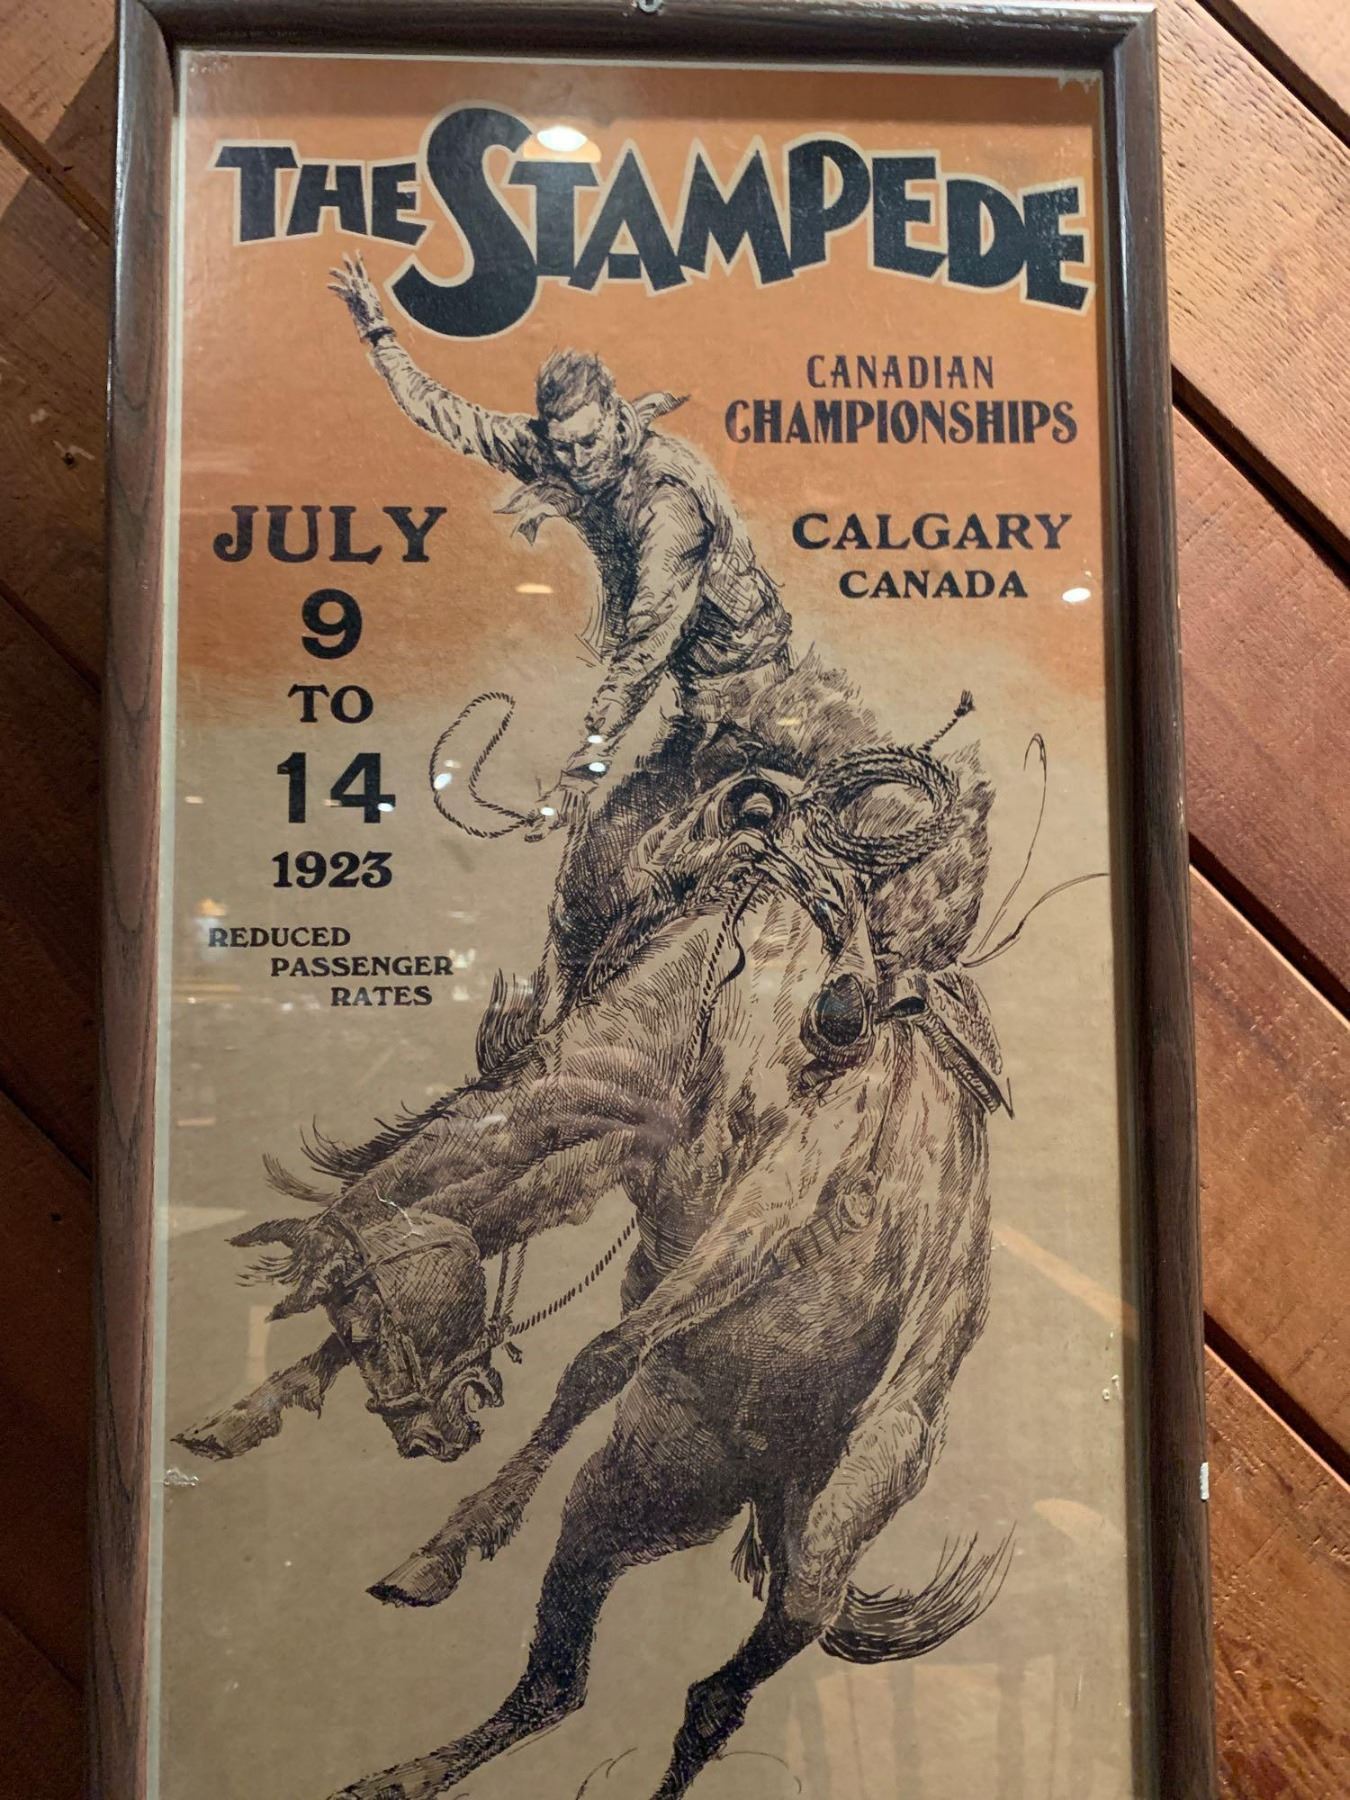 THE STAMPEDE
CANADIAN
CHAMPIONSHIPS
CALGARY
CANADA
JULY
9
TO
14
1923
REDUCED
PASSENGER
RATES